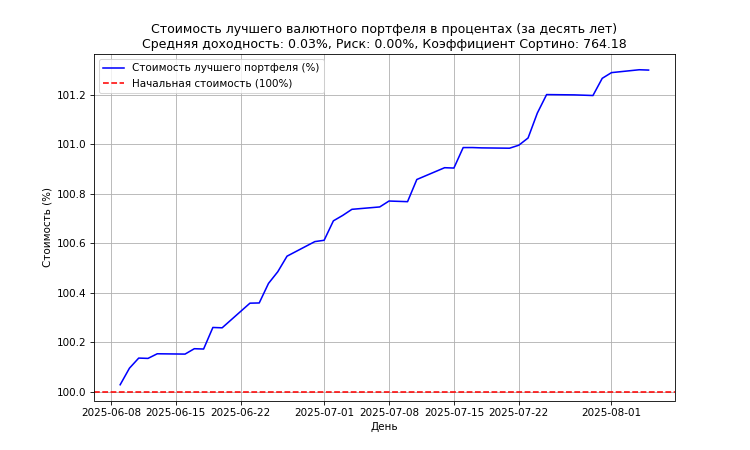 Стоимость лучшего валютного портфеля в процентах (за десять лет)
Средняя доходность: 0.03%, Риск: 0.00%, Коэффициент Сортино: 764.18
Стоимость лучшего портфеля (%)
Начальная стоимость (100%)
Стоимость (%)
101.2
101.0
100.8
100.6
100.4
100.2
100.0
2025-06-08 2025-06-15 2025-06-22 2025-07-01 2025-07-08 2025-07-15 2025-07-22 2025-08-01
День